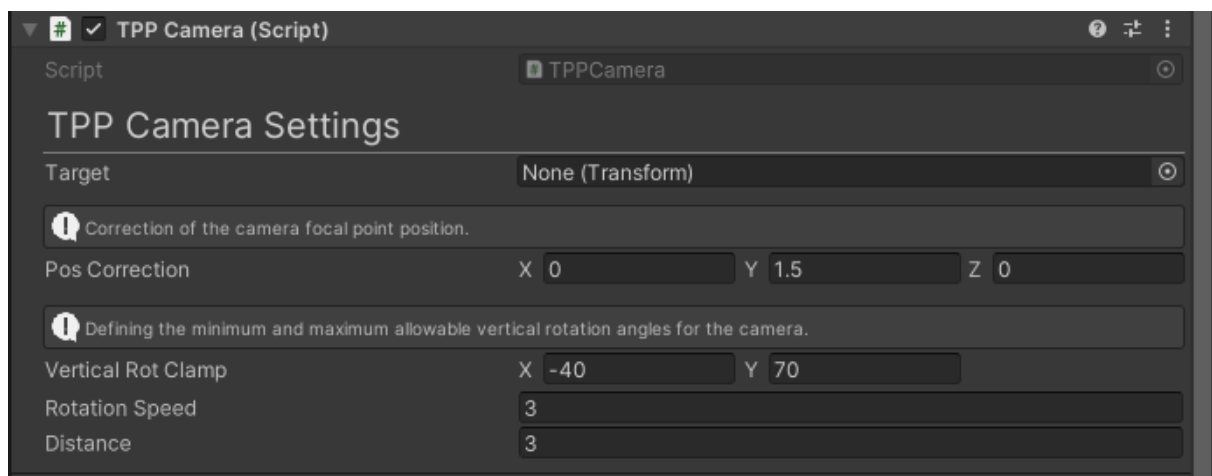 TPP Camera (Script)
Script TPPCamera
TPP Camera Settings
Target None (Transform)
Correction of the camera focal point position.
Pos Correction X 0 Y 1.5 Z 0
Defining the minimum and maximum allowable vertical rotation angles for the camera.
Vertical Rot Clamp X -40 Y 70
Rotation Speed 3
Distance 3